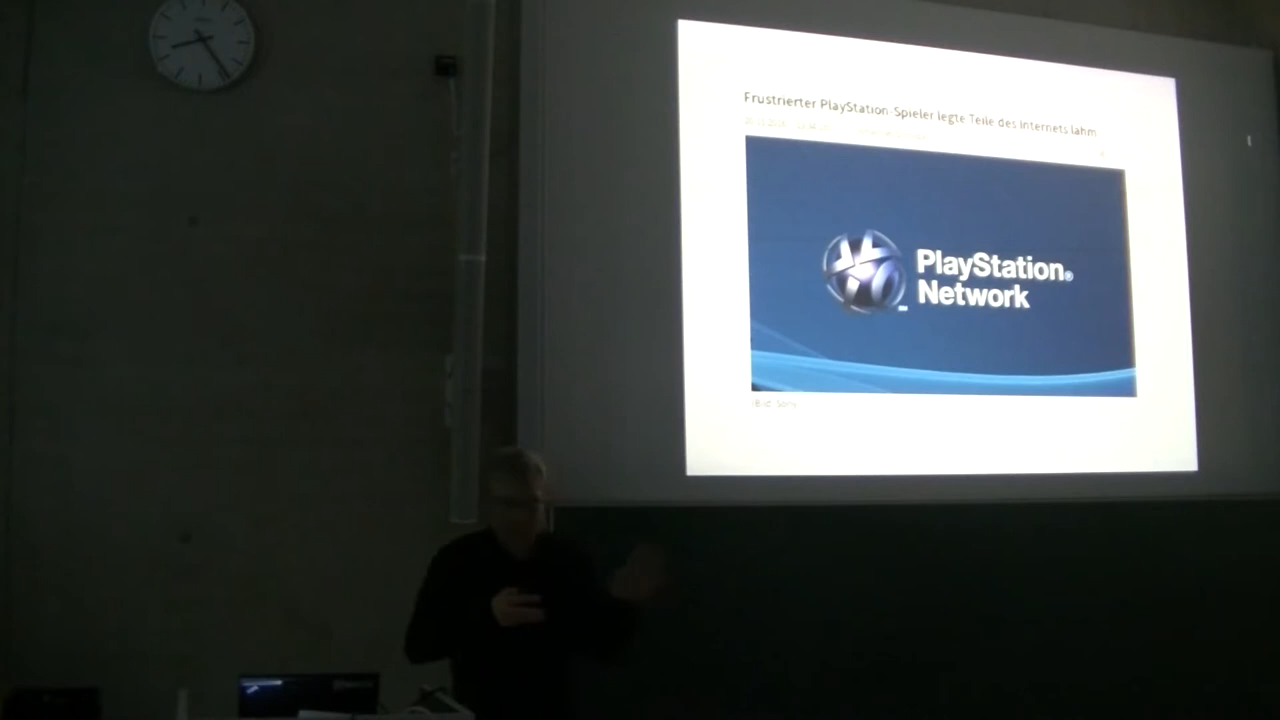 Frustrierter PlayStation-Spieler legte Teile des Internets lahm
PlayStation®
Network